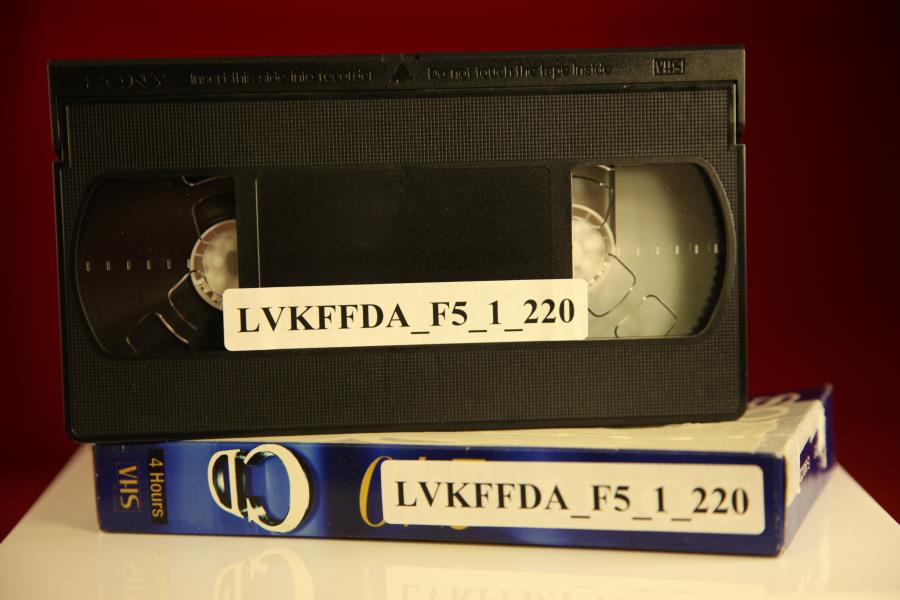 SONY Insert this side into recorder Do not touch the tape inside VHS
LVKFFDA_F5_1_220
4 Hours
VHS
LVKFFDA_F5_1_220